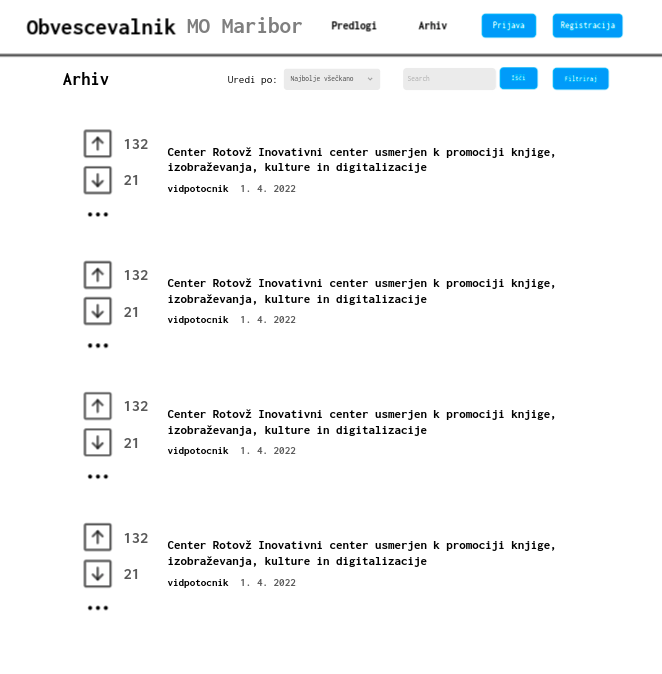 Obvescevalnik MO Maribor Predlogi Arhiv Prijava Registracija
Arhiv Uredi po: Najbolje všečkano Search Išči Filtriraj
132
Center Rotovž Inovativni center usmerjen k promociji knjige,
izobraževanja, kulture in digitalizacije
21
vidpotocnik 1. 4. 2022
132
Center Rotovž Inovativni center usmerjen k promociji knjige,
izobraževanja, kulture in digitalizacije
21
vidpotocnik 1. 4. 2022
132
Center Rotovž Inovativni center usmerjen k promociji knjige,
izobraževanja, kulture in digitalizacije
21
vidpotocnik 1. 4. 2022
132
Center Rotovž Inovativni center usmerjen k promociji knjige,
izobraževanja, kulture in digitalizacije
21
vidpotocnik 1. 4. 2022